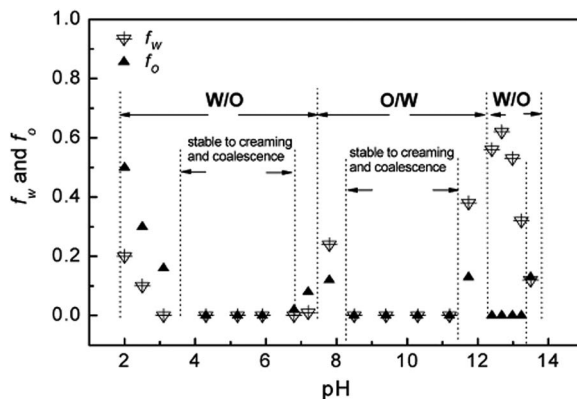 1.0
0.8
0.6
0.4
0.2
0.0
f_w and f_o
f_w
f_o
W/O
O/W
W/O
stable to creaming
and coalescence
stable to creaming
and coalescence
2
4
6
8
10
12
14
pH